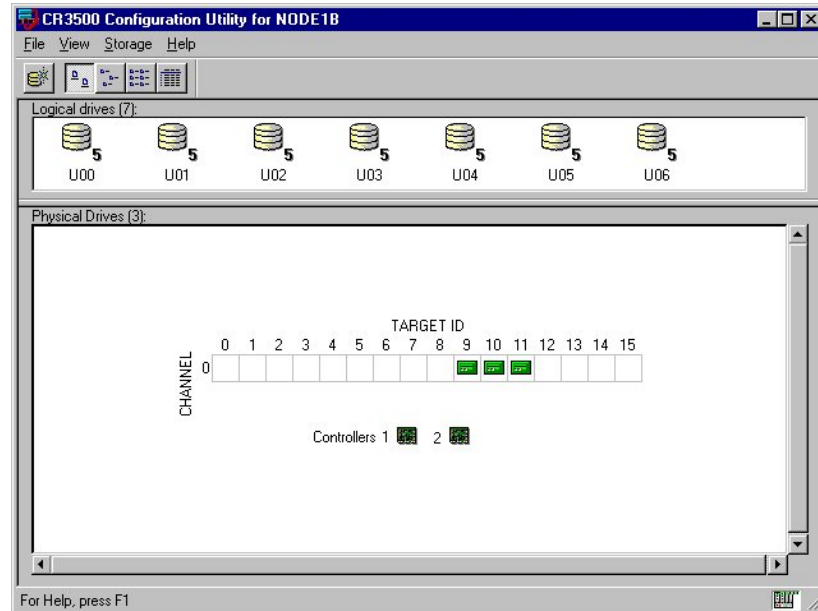 CR3500 Configuration Utility for NODE1B
File View Storage Help
Logical drives (7):
5 5 5 5 5 5 5
U00 U01 U02 U03 U04 U05 U06
Physical Drives (3):
TARGET ID
0 1 2 3 4 5 6 7 8 9 10 11 12 13 14 15
CHANNEL
0
Controllers 1 2
For Help, press F1